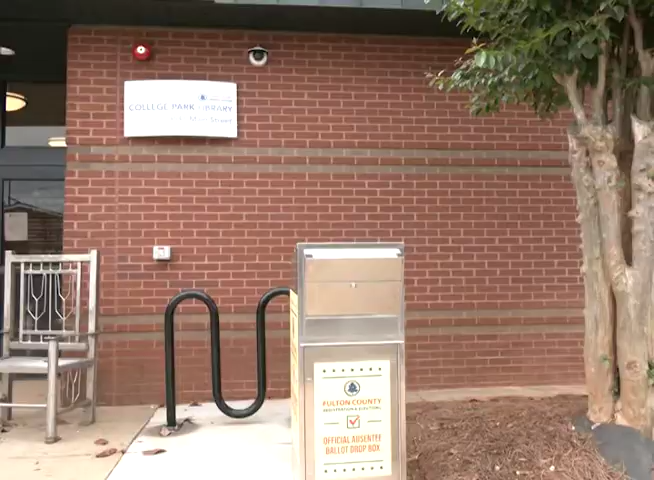 COLLEGE PARK LIBRARY
FULTON COUNTY
REGISTRATION & ELECTIONS
OFFICIAL ABSENTEE
BALLOT DROP BOX